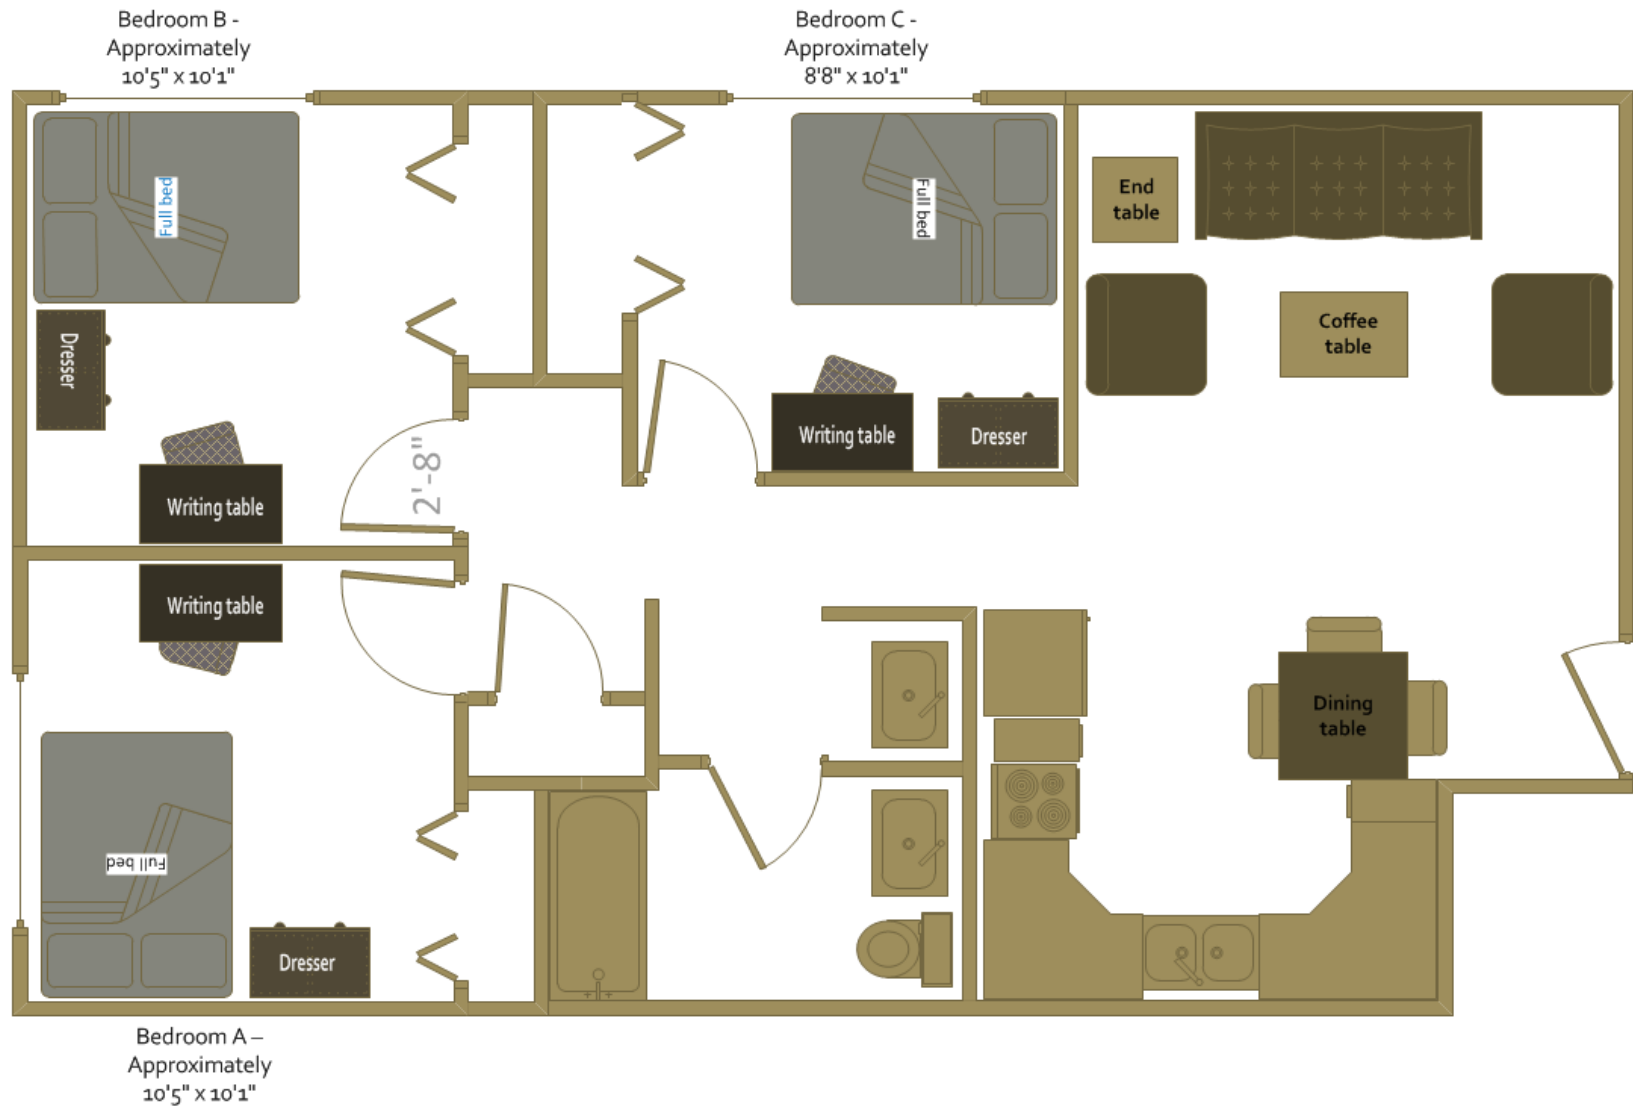 Bedroom B -
Approximately
10'5" x 10'1"
Bedroom C -
Approximately
8'8" x 10'1"
Full bed
Full bed
End
table
Dresser
Coffee
table
Writing table
Dresser
2'-8"
Writing table
Writing table
Dining
table
Full bed
Dresser
Bedroom A –
Approximately
10'5" x 10'1"